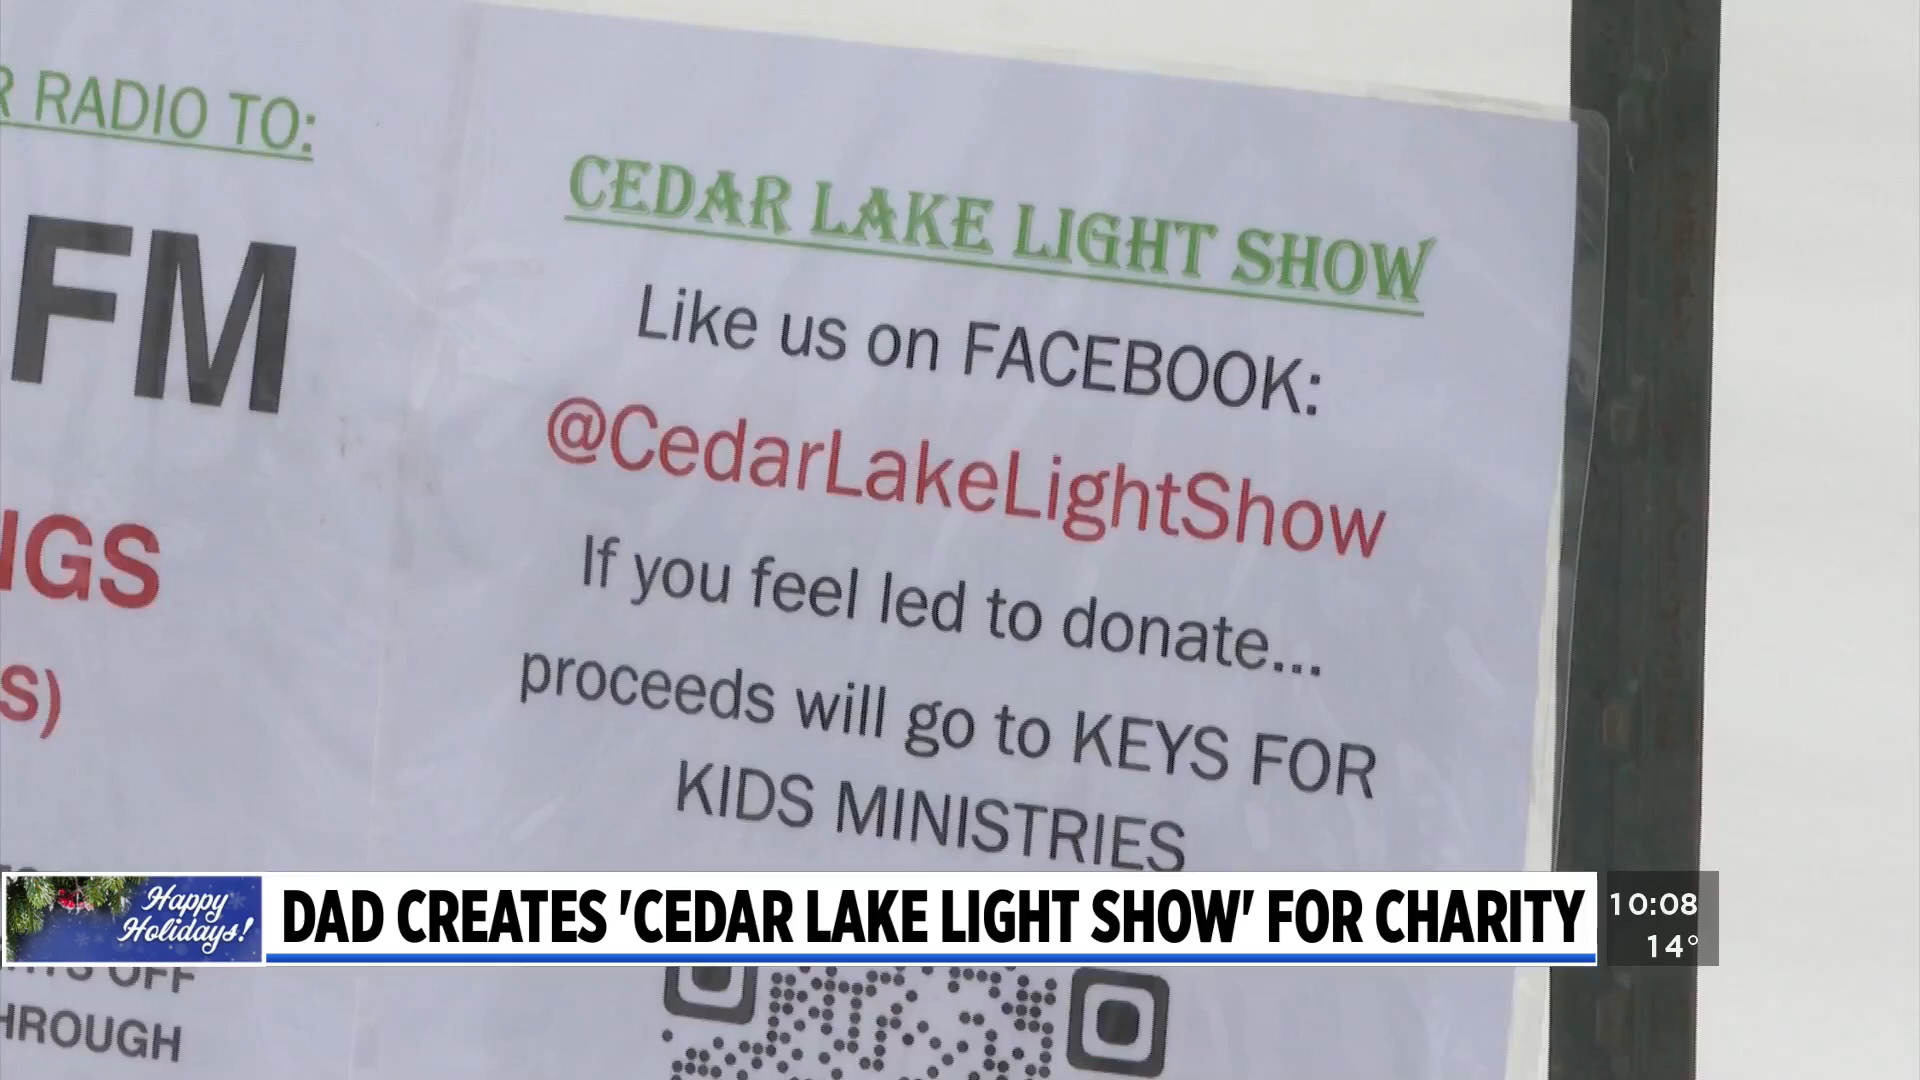 RADIO TO:
FM
S)
CEDAR LAKE LIGHT SHOW
Like us on FACEBOOK:
@CedarLakeLightShow
If you feel led to donate...
proceeds will go to KEYS FOR
KIDS MINISTRIES
Happy
Holidays!
DAD CREATES 'CEDAR LAKE LIGHT SHOW' FOR CHARITY
10:08
14°
OFF